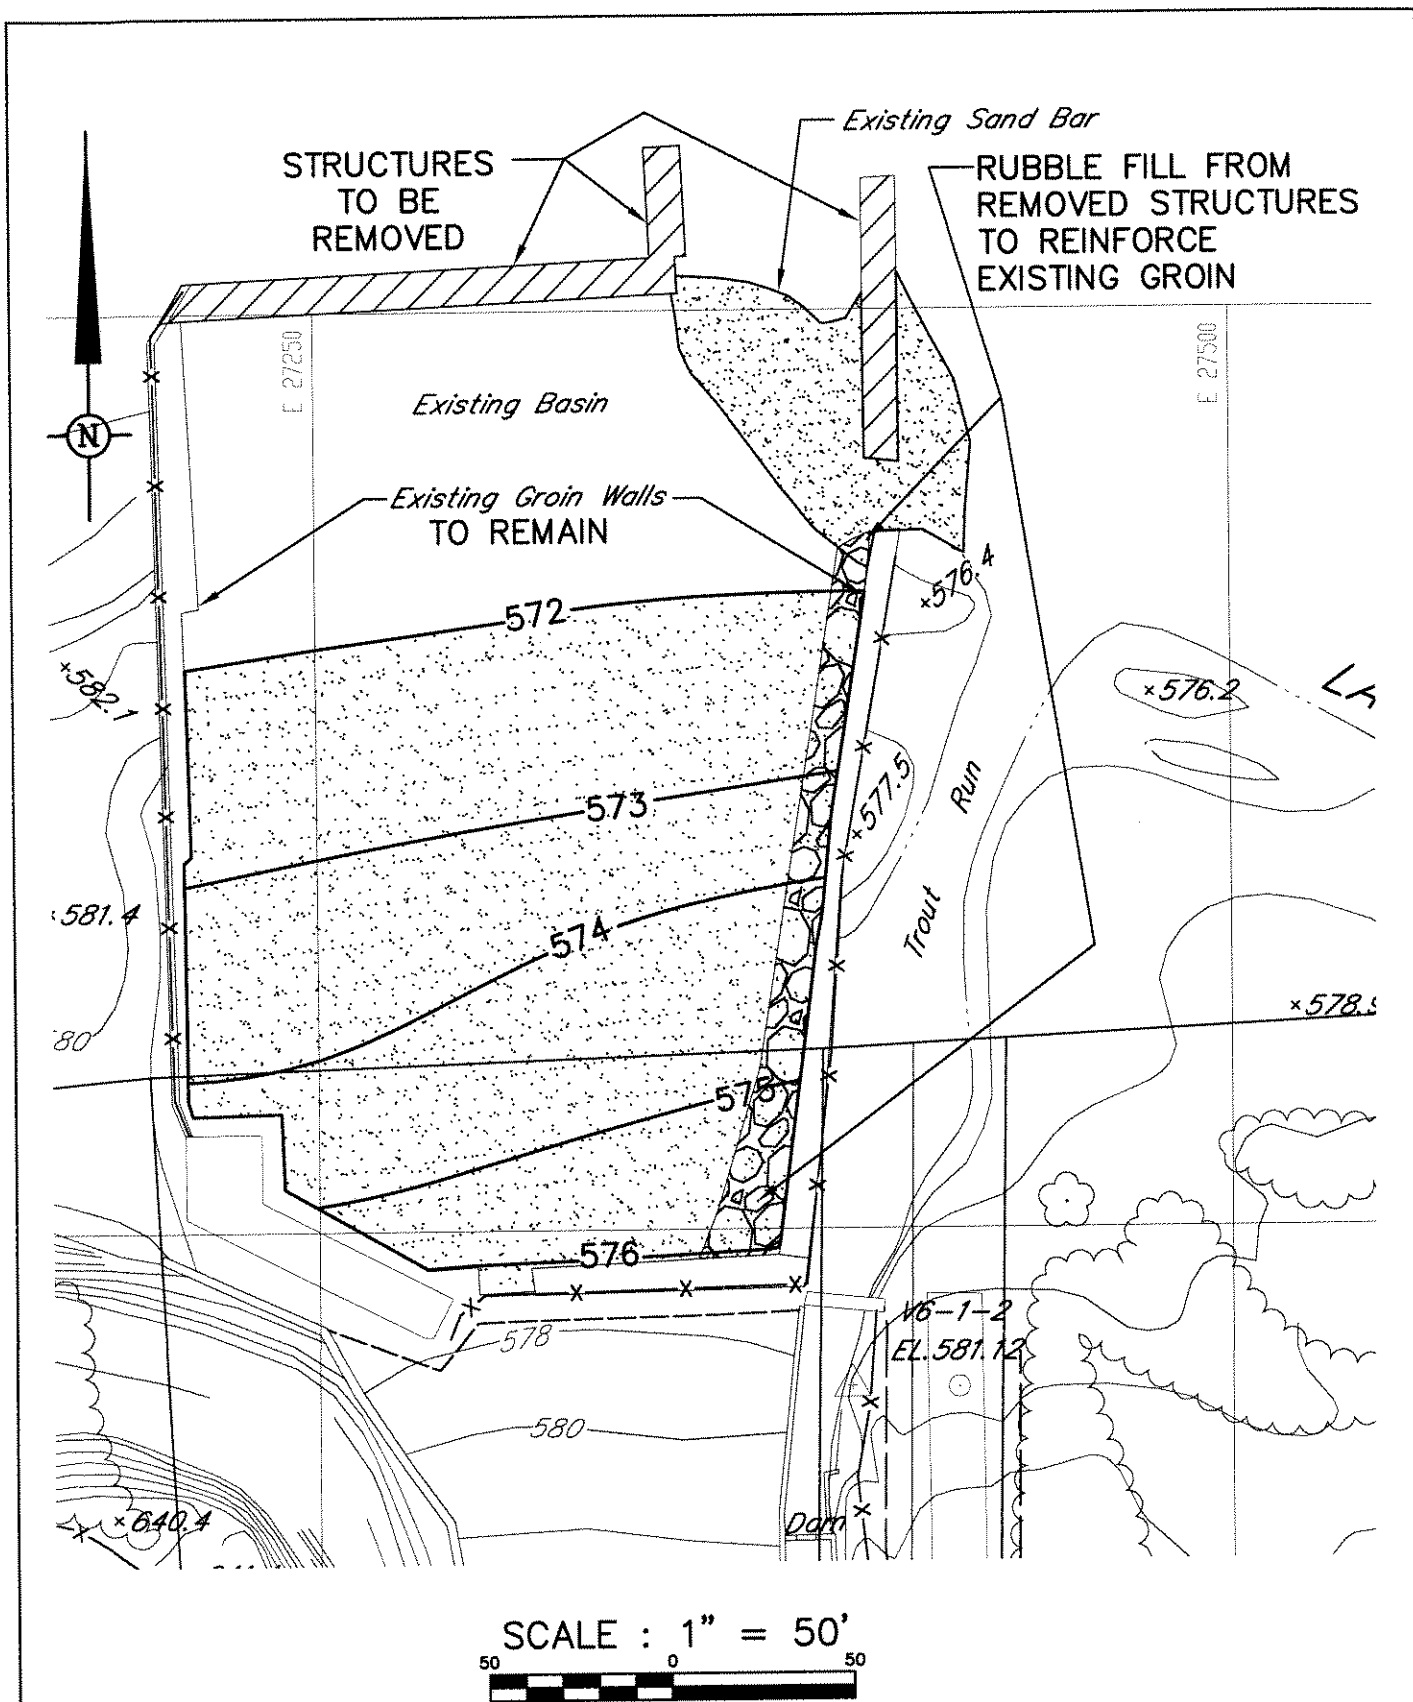 Existing Sand Bar
STRUCTURES
TO BE
REMOVED
RUBBLE FILL FROM
REMOVED STRUCTURES
TO REINFORCE
EXISTING GROIN
E 27250
E 27500
Existing Basin
N
Existing Groin Walls
TO REMAIN
576.4
572
582.1
576.2
573
577.5
Run
581.4
574
Trout
578.9
80
575
576
V6-1-2
578
EL. 581.12
580
640.4
Dam
SCALE : 1" = 50'
50 0 50